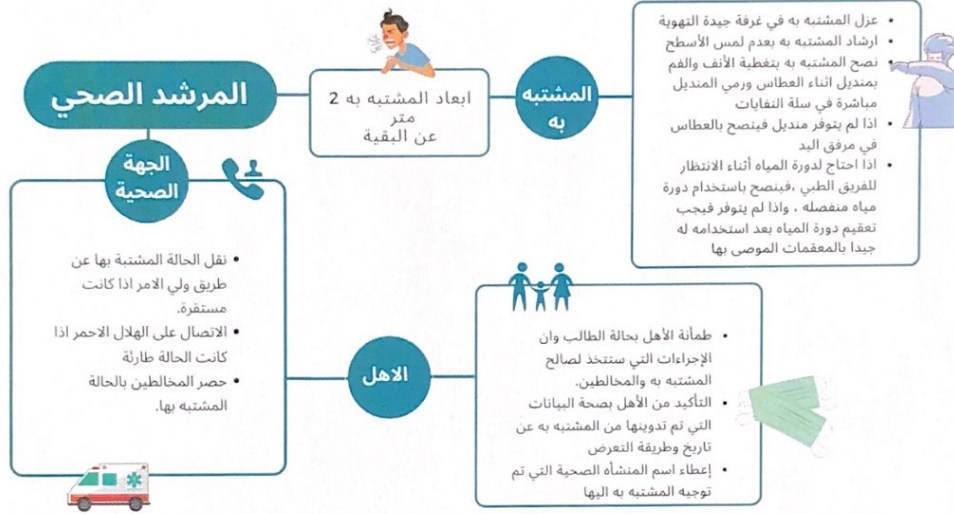 المرشد الصحي
ابعاد المشتبه به 2
متر
عن البقية
المشتبه
به
عزل المشتبه به في غرفة جيدة التهوية
ارشاد المشتبه به بعدم لمس الأسطح
نصح المشتبه به بتغطية الأنف والفم
بمنديل اثناء العطاس ورمي المنديل
مباشرة في سلة النفايات
اذا لم يتوفر منديل فينصح بالعطاس
في مرفق اليد
اذا احتاج لدورة المياه أثناء الانتظار
للفريق الطبي ،فينصح باستخدام دورة
مياه منفصله ، واذا لم يتوفر فيجب
تعقيم دورة المياه بعد استخدامه له
جيدا بالمعقمات الموصى بها
الجهة
الصحية
نقل الحالة المشتبة بها عن
طريق ولي الامر اذا كانت
مستقرة.
الاتصال على الهلال الاحمر اذا
كانت الحالة طارئة
حصر المخالطين بالحالة
المشتبه بها.
الاهل
طمأنة الأهل بحالة الطالب وان
الإجراءات التي ستتخذ لصالح
المشتبه به والمخالطين.
التأكيد من الأهل بصحة البيانات
التي تم تدوينها من المشتبه به عن
تاريخ وطريقة التعرض
إعطاء اسم المنشأه الصحية التي تم
توجيه المشتبه به اليها